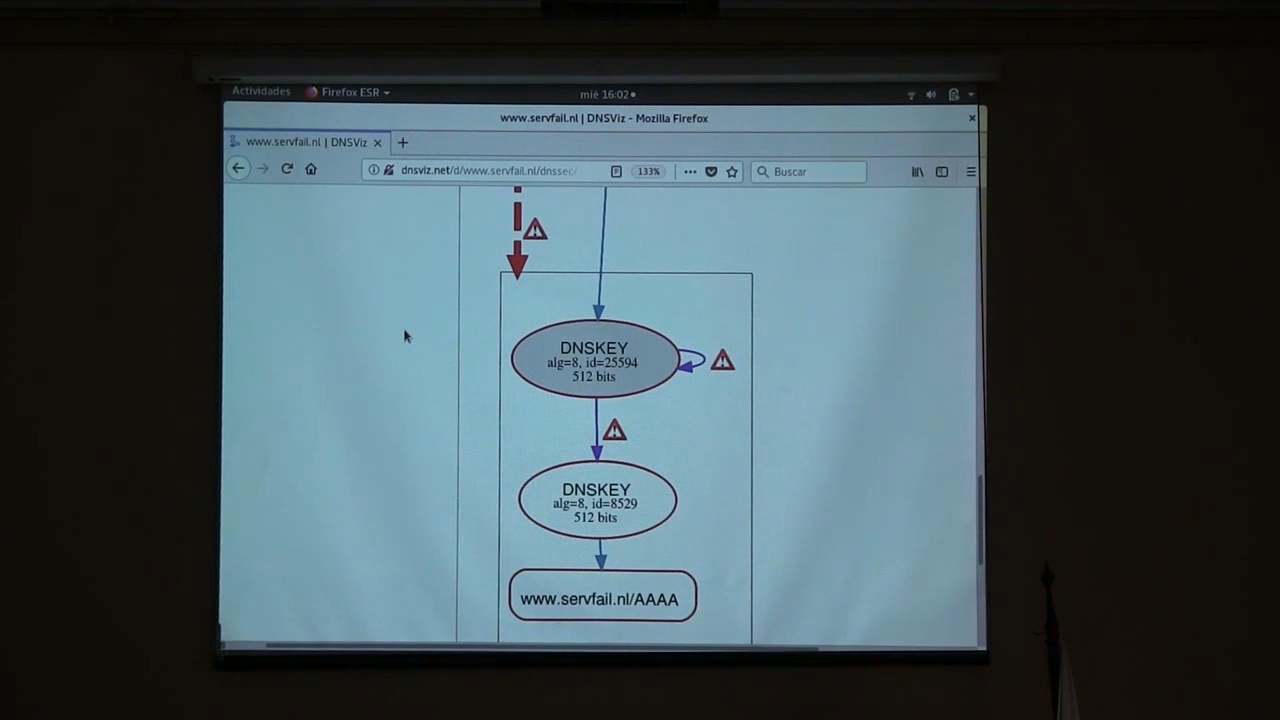 Actividades Firefox ESR mié 16:02
www.servfail.nl | DNSViz - Mozilla Firefox
www.servfail.nl | DNSViz
dnsviz.net/d/www.servfail.nl/dnssec/ 133% Buscar
DNSKEY
alg=8, id=25594
512 bits
DNSKEY
alg=8, id=8529
512 bits
www.servfail.nl/AAAA